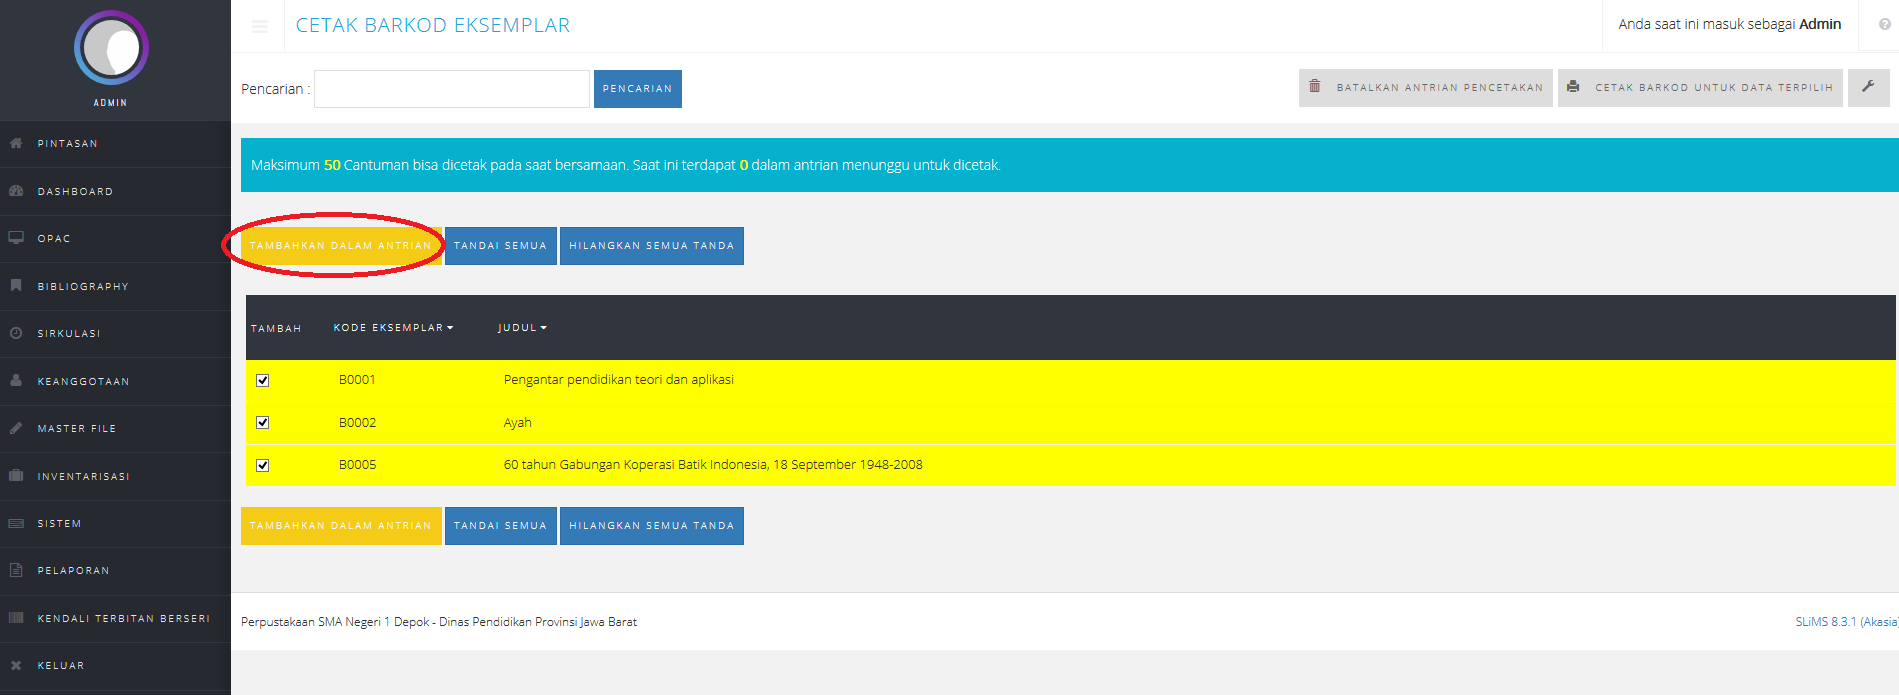 ADMIN
PINTASAN
DASHBOARD
OPAC
BIBLIOGRAPHY
SIRKULASI
KEANGGOTAAN
MASTER FILE
INVENTARISASI
SISTEM
PELAPORAN
KENDALI TERBITAN BERSERI
KELUAR
CETAK BARKOD EKSEMPLAR
Anda saat ini masuk sebagai Admin
Pencarian :
PENCARIAN
BATALKAN ANTRIAN PENCETAKAN
CETAK BARKOD UNTUK DATA TERPILIH
Maksimum 50 Cantuman bisa dicetak pada saat bersamaan. Saat ini terdapat 0 dalam antrian menunggu untuk dicetak.
TAMBAHKAN DALAM ANTRIAN TANDAI SEMUA HILANGKAN SEMUA TANDA
TAMBAH KODE EKSEMPLAR JUDUL
B0001 Pengantar pendidikan teori dan aplikasi
B0002 Ayah
B0005 60 tahun Gabungan Koperasi Batik Indonesia, 18 September 1948-2008
TAMBAHKAN DALAM ANTRIAN TANDAI SEMUA HILANGKAN SEMUA TANDA
Perpustakaan SMA Negeri 1 Depok - Dinas Pendidikan Provinsi Jawa Barat
SLiMS 8.3.1 (Akasia)